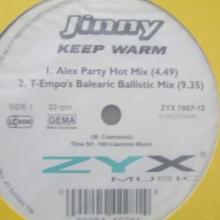 Jinny
KEEP WARM
1. Alex Party Hot Mix (4.49)
2. T-Empo's Balearic Ballistic Mix (9.35)
SIDE 1
33 rpm
ZYX 7907-12
LC
GEMA
Time Srl. 1991/Jacomo Music
ZYX
MUSIC